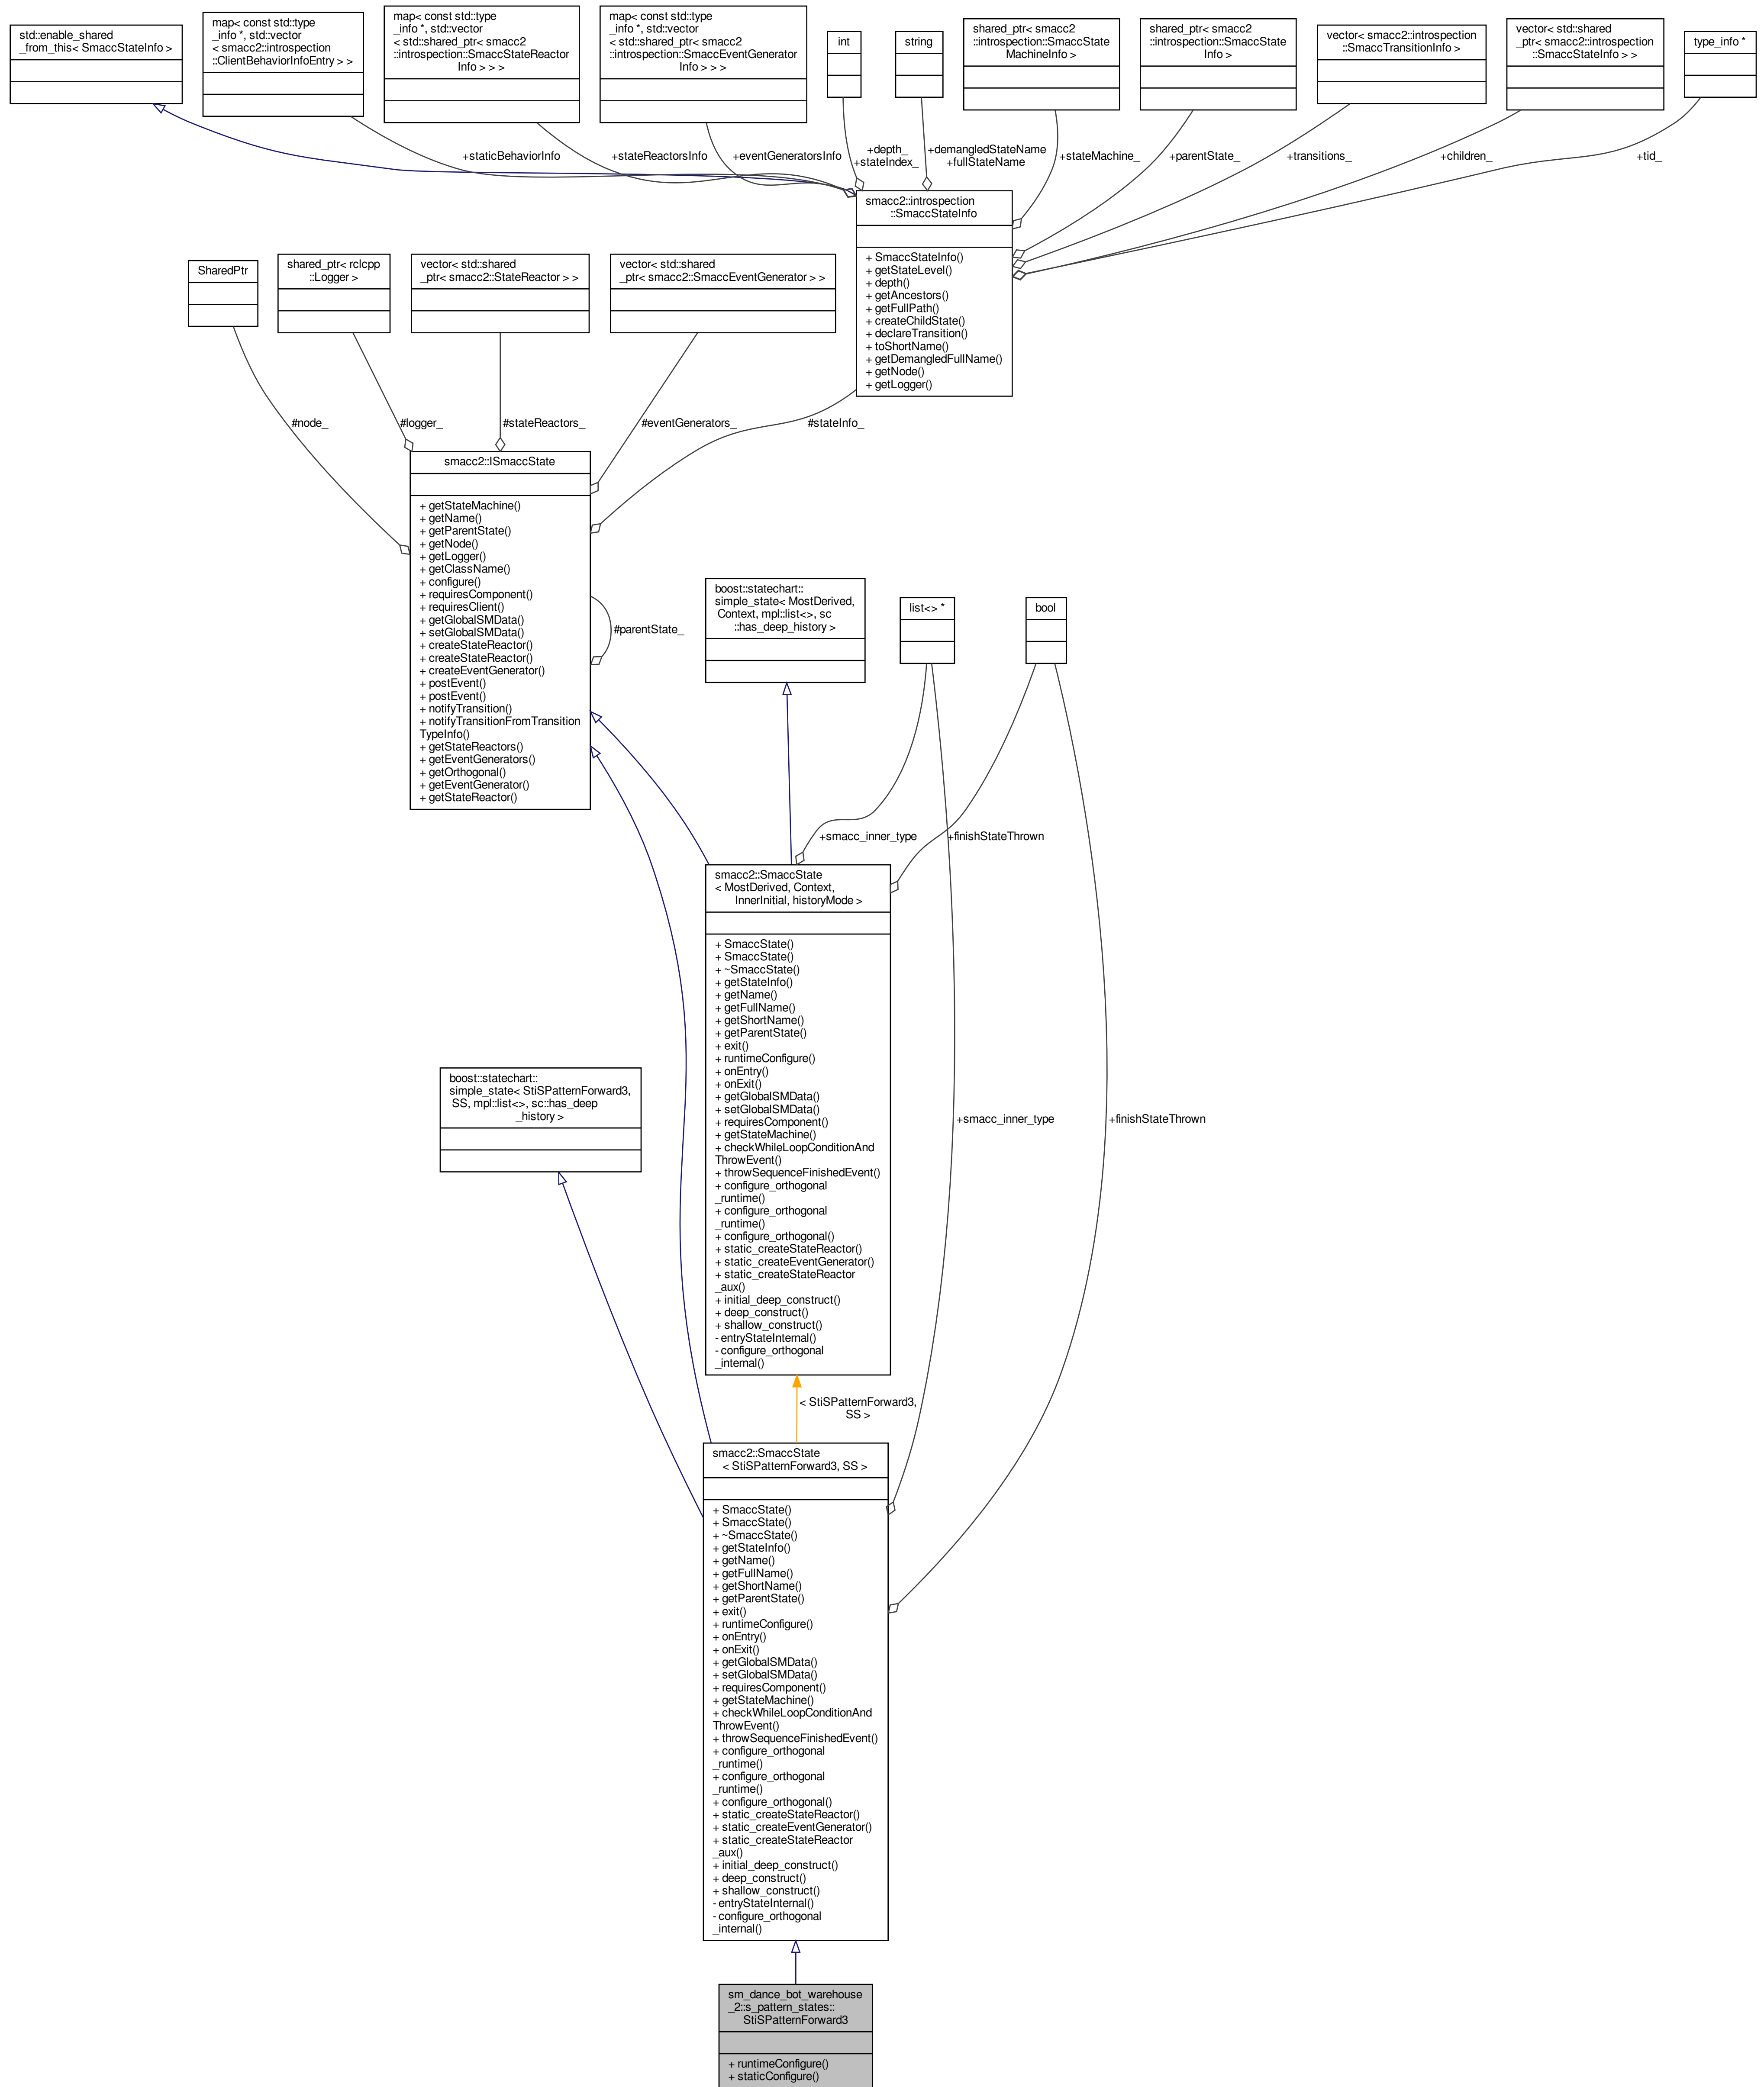 std::enable_shared
_from_this< SmaccStateInfo >
map< const std::type
_info *, std::vector
< smacc2::introspection
::ClientBehaviorInfoEntry > >
map< const std::type
_info *, std::vector
< std::shared_ptr< smacc2
::introspection::SmaccStateReactor
Info > > >
map< const std::type
_info *, std::vector
< std::shared_ptr< smacc2
::introspection::SmaccEventGenerator
Info > > >
int
string
shared_ptr< smacc2
::introspection::SmaccState
MachineInfo >
shared_ptr< smacc2
::introspection::SmaccState
Info >
vector< smacc2::introspection
::SmaccTransitionInfo >
vector< std::shared
_ptr< smacc2::introspection
::SmaccStateInfo > >
type_info *
+staticBehaviorInfo
+stateReactorsInfo
+eventGeneratorsInfo
+depth_
+stateIndex_
+demangledStateName
+fullStateName
+stateMachine_
+parentState_
+transitions_
+children_
+tid_
smacc2::introspection
::SmaccStateInfo
+ SmaccStateInfo()
+ getStateLevel()
+ depth()
+ getAncestors()
+ getFullPath()
+ createChildState()
+ declareTransition()
+ toShortName()
+ getDemangledFullName()
+ getNode()
+ getLogger()
SharedPtr
shared_ptr< rclcpp
::Logger >
vector< std::shared
_ptr< smacc2::StateReactor > >
vector< std::shared
_ptr< smacc2::SmaccEventGenerator > >
#node_
#logger_
#stateReactors_
#eventGenerators_
#stateInfo_
smacc2::ISmaccState
+ getStateMachine()
+ getName()
+ getParentState()
+ getNode()
+ getLogger()
+ getClassName()
+ configure()
+ requiresComponent()
+ requiresClient()
+ getGlobalSMData()
+ setGlobalSMData()
+ createStateReactor()
+ createStateReactor()
+ createEventGenerator()
+ postEvent()
+ postEvent()
+ notifyTransition()
+ notifyTransitionFromTransition
TypeInfo()
+ getStateReactors()
+ getEventGenerators()
+ getOrthogonal()
+ getEventGenerator()
+ getStateReactor()
#parentState_
boost::statechart::
simple_state< MostDerived,
Context, mpl::list<>, sc
::has_deep_history >
list<> *
bool
+smacc_inner_type
+finishStateThrown
smacc2::SmaccState
< MostDerived, Context,
InnerInitial, historyMode >
+ SmaccState()
+ SmaccState()
+ ~SmaccState()
+ getStateInfo()
+ getName()
+ getFullName()
+ getShortName()
+ getParentState()
+ exit()
+ runtimeConfigure()
+ onEntry()
+ onExit()
+ getGlobalSMData()
+ setGlobalSMData()
+ requiresComponent()
+ getStateMachine()
+ checkWhileLoopConditionAnd
ThrowEvent()
+ throwSequenceFinishedEvent()
+ configure_orthogonal
_runtime()
+ configure_orthogonal
_runtime()
+ configure_orthogonal()
+ static_createStateReactor()
+ static_createEventGenerator()
+ static_createStateReactor
_aux()
+ initial_deep_construct()
+ deep_construct()
+ shallow_construct()
- entryStateInternal()
- configure_orthogonal
_internal()
boost::statechart::
simple_state< StiSPatternForward3,
SS, mpl::list<>, sc::has_deep
_history >
+smacc_inner_type
+finishStateThrown
< StiSPatternForward3,
SS >
smacc2::SmaccState
< StiSPatternForward3, SS >
+ SmaccState()
+ SmaccState()
+ ~SmaccState()
+ getStateInfo()
+ getName()
+ getFullName()
+ getShortName()
+ getParentState()
+ exit()
+ runtimeConfigure()
+ onEntry()
+ onExit()
+ getGlobalSMData()
+ setGlobalSMData()
+ requiresComponent()
+ getStateMachine()
+ checkWhileLoopConditionAnd
ThrowEvent()
+ throwSequenceFinishedEvent()
+ configure_orthogonal
_runtime()
+ configure_orthogonal
_runtime()
+ configure_orthogonal()
+ static_createStateReactor()
+ static_createEventGenerator()
+ static_createStateReactor
_aux()
+ initial_deep_construct()
+ deep_construct()
+ shallow_construct()
- entryStateInternal()
- configure_orthogonal
_internal()
sm_dance_bot_warehouse
_2::s_pattern_states::
StiSPatternForward3
+ runtimeConfigure()
+ staticConfigure()